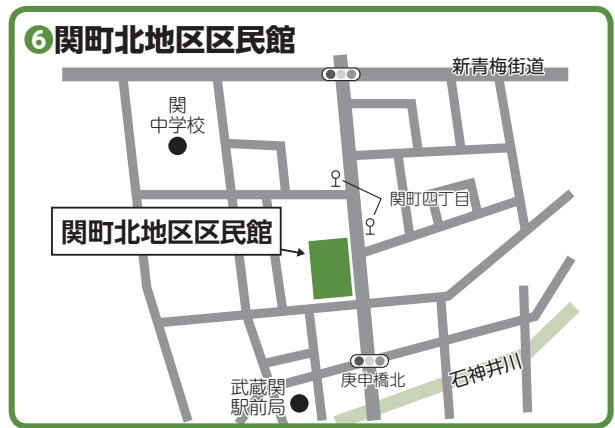 ❻関町北地区区民館
新青梅街道
関
中学校
関町四丁目
関町北地区区民館
庚申橋北
石神井川
武蔵関
駅前局